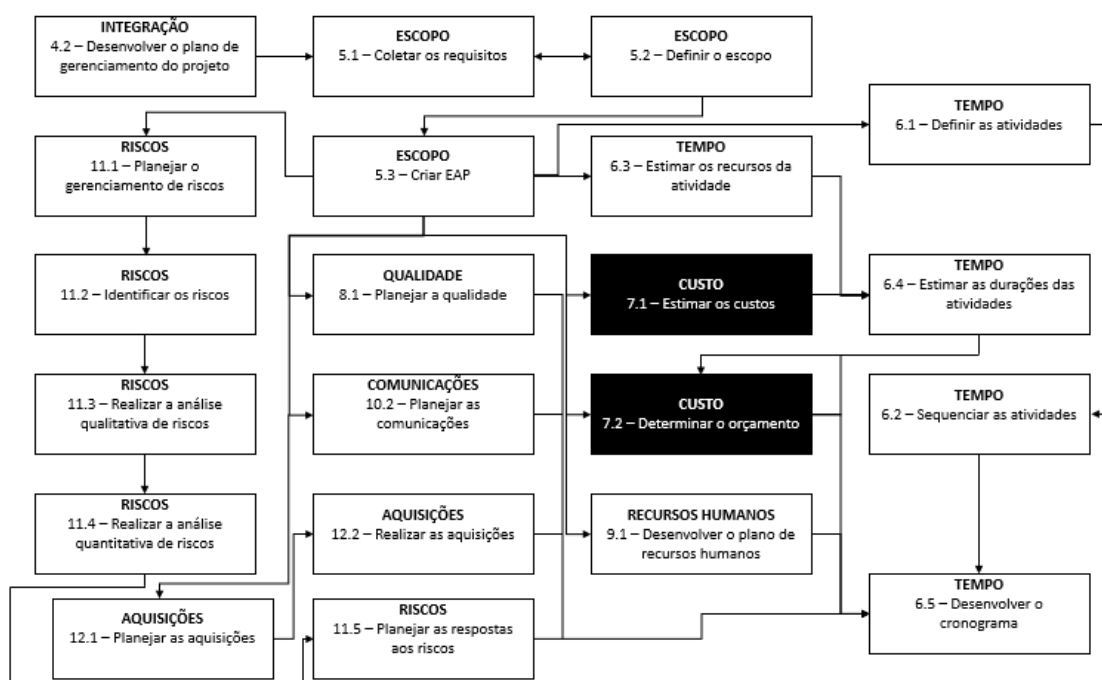 INTEGRAÇÃO
4.2 – Desenvolver o plano de
gerenciamento do projeto
ESCOPO
5.1 – Coletar os requisitos
ESCOPO
5.2 – Definir o escopo
TEMPO
6.1 – Definir as atividades
RISCOS
11.1 – Planejar o
gerenciamento de riscos
ESCOPO
5.3 – Criar EAP
TEMPO
6.3 – Estimar os recursos da
atividade
RISCOS
11.2 – Identificar os riscos
QUALIDADE
8.1 – Planejar a qualidade
CUSTO
7.1 – Estimar os custos
TEMPO
6.4 – Estimar as durações das
atividades
RISCOS
11.3 – Realizar a análise
qualitativa de riscos
COMUNICAÇÕES
10.2 – Planejar as
comunicações
CUSTO
7.2 – Determinar o orçamento
TEMPO
6.2 – Sequenciar as atividades
RISCOS
11.4 – Realizar a análise
quantitativa de riscos
AQUISIÇÕES
12.2 – Realizar as aquisições
RECURSOS HUMANOS
9.1 – Desenvolver o plano de
recursos humanos
AQUISIÇÕES
12.1 – Planejar as aquisições
RISCOS
11.5 – Planejar as respostas
aos riscos
TEMPO
6.5 – Desenvolver o
cronograma